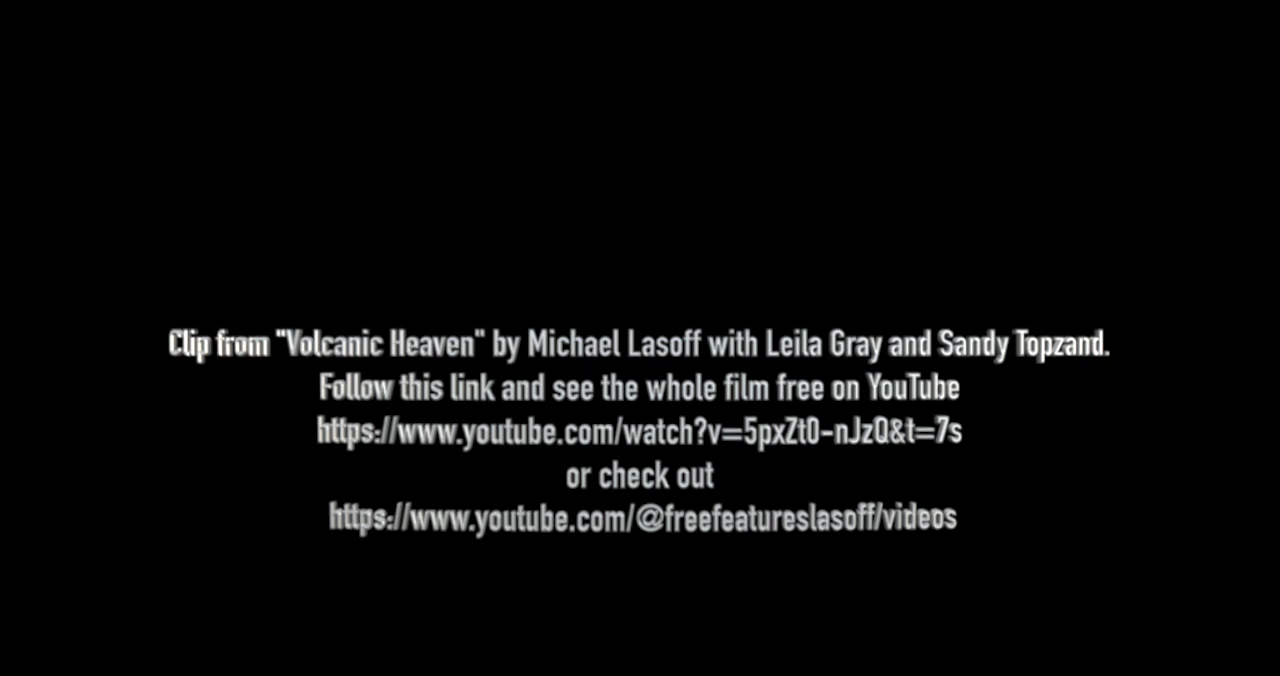 Clip from "Volcanic Heaven" by Michael Lasoff with Leila Gray and Sandy Topzand.
Follow this link and see the whole film free on YouTube
https://www.youtube.com/watch?v=5pxZt0-nJzQ&t=7s
or check out
https://www.youtube.com/@freefeatureslasoff/videos